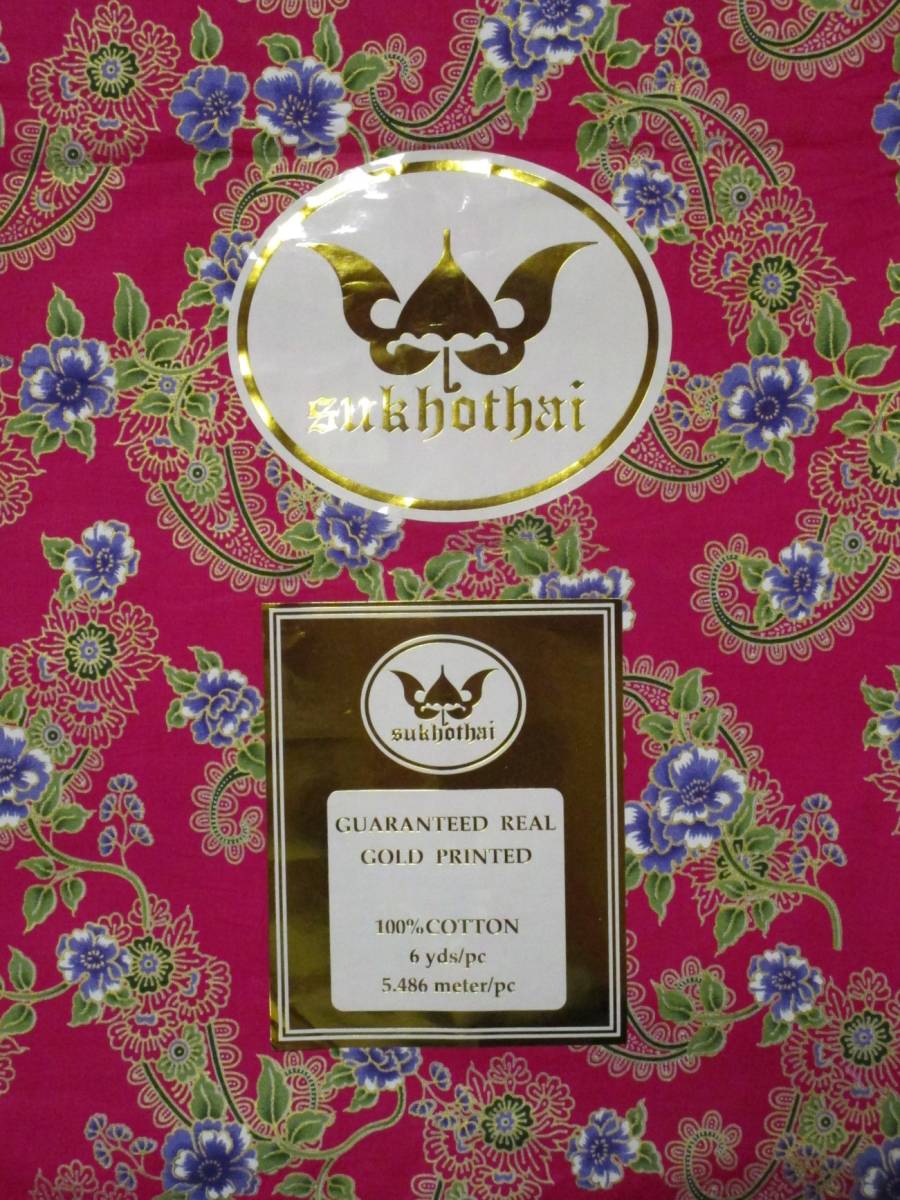 sukhothai
sukhothai
GUARANTEED REAL
GOLD PRINTED
100%COTTON
6 yds/pc
5.486 meter/pc